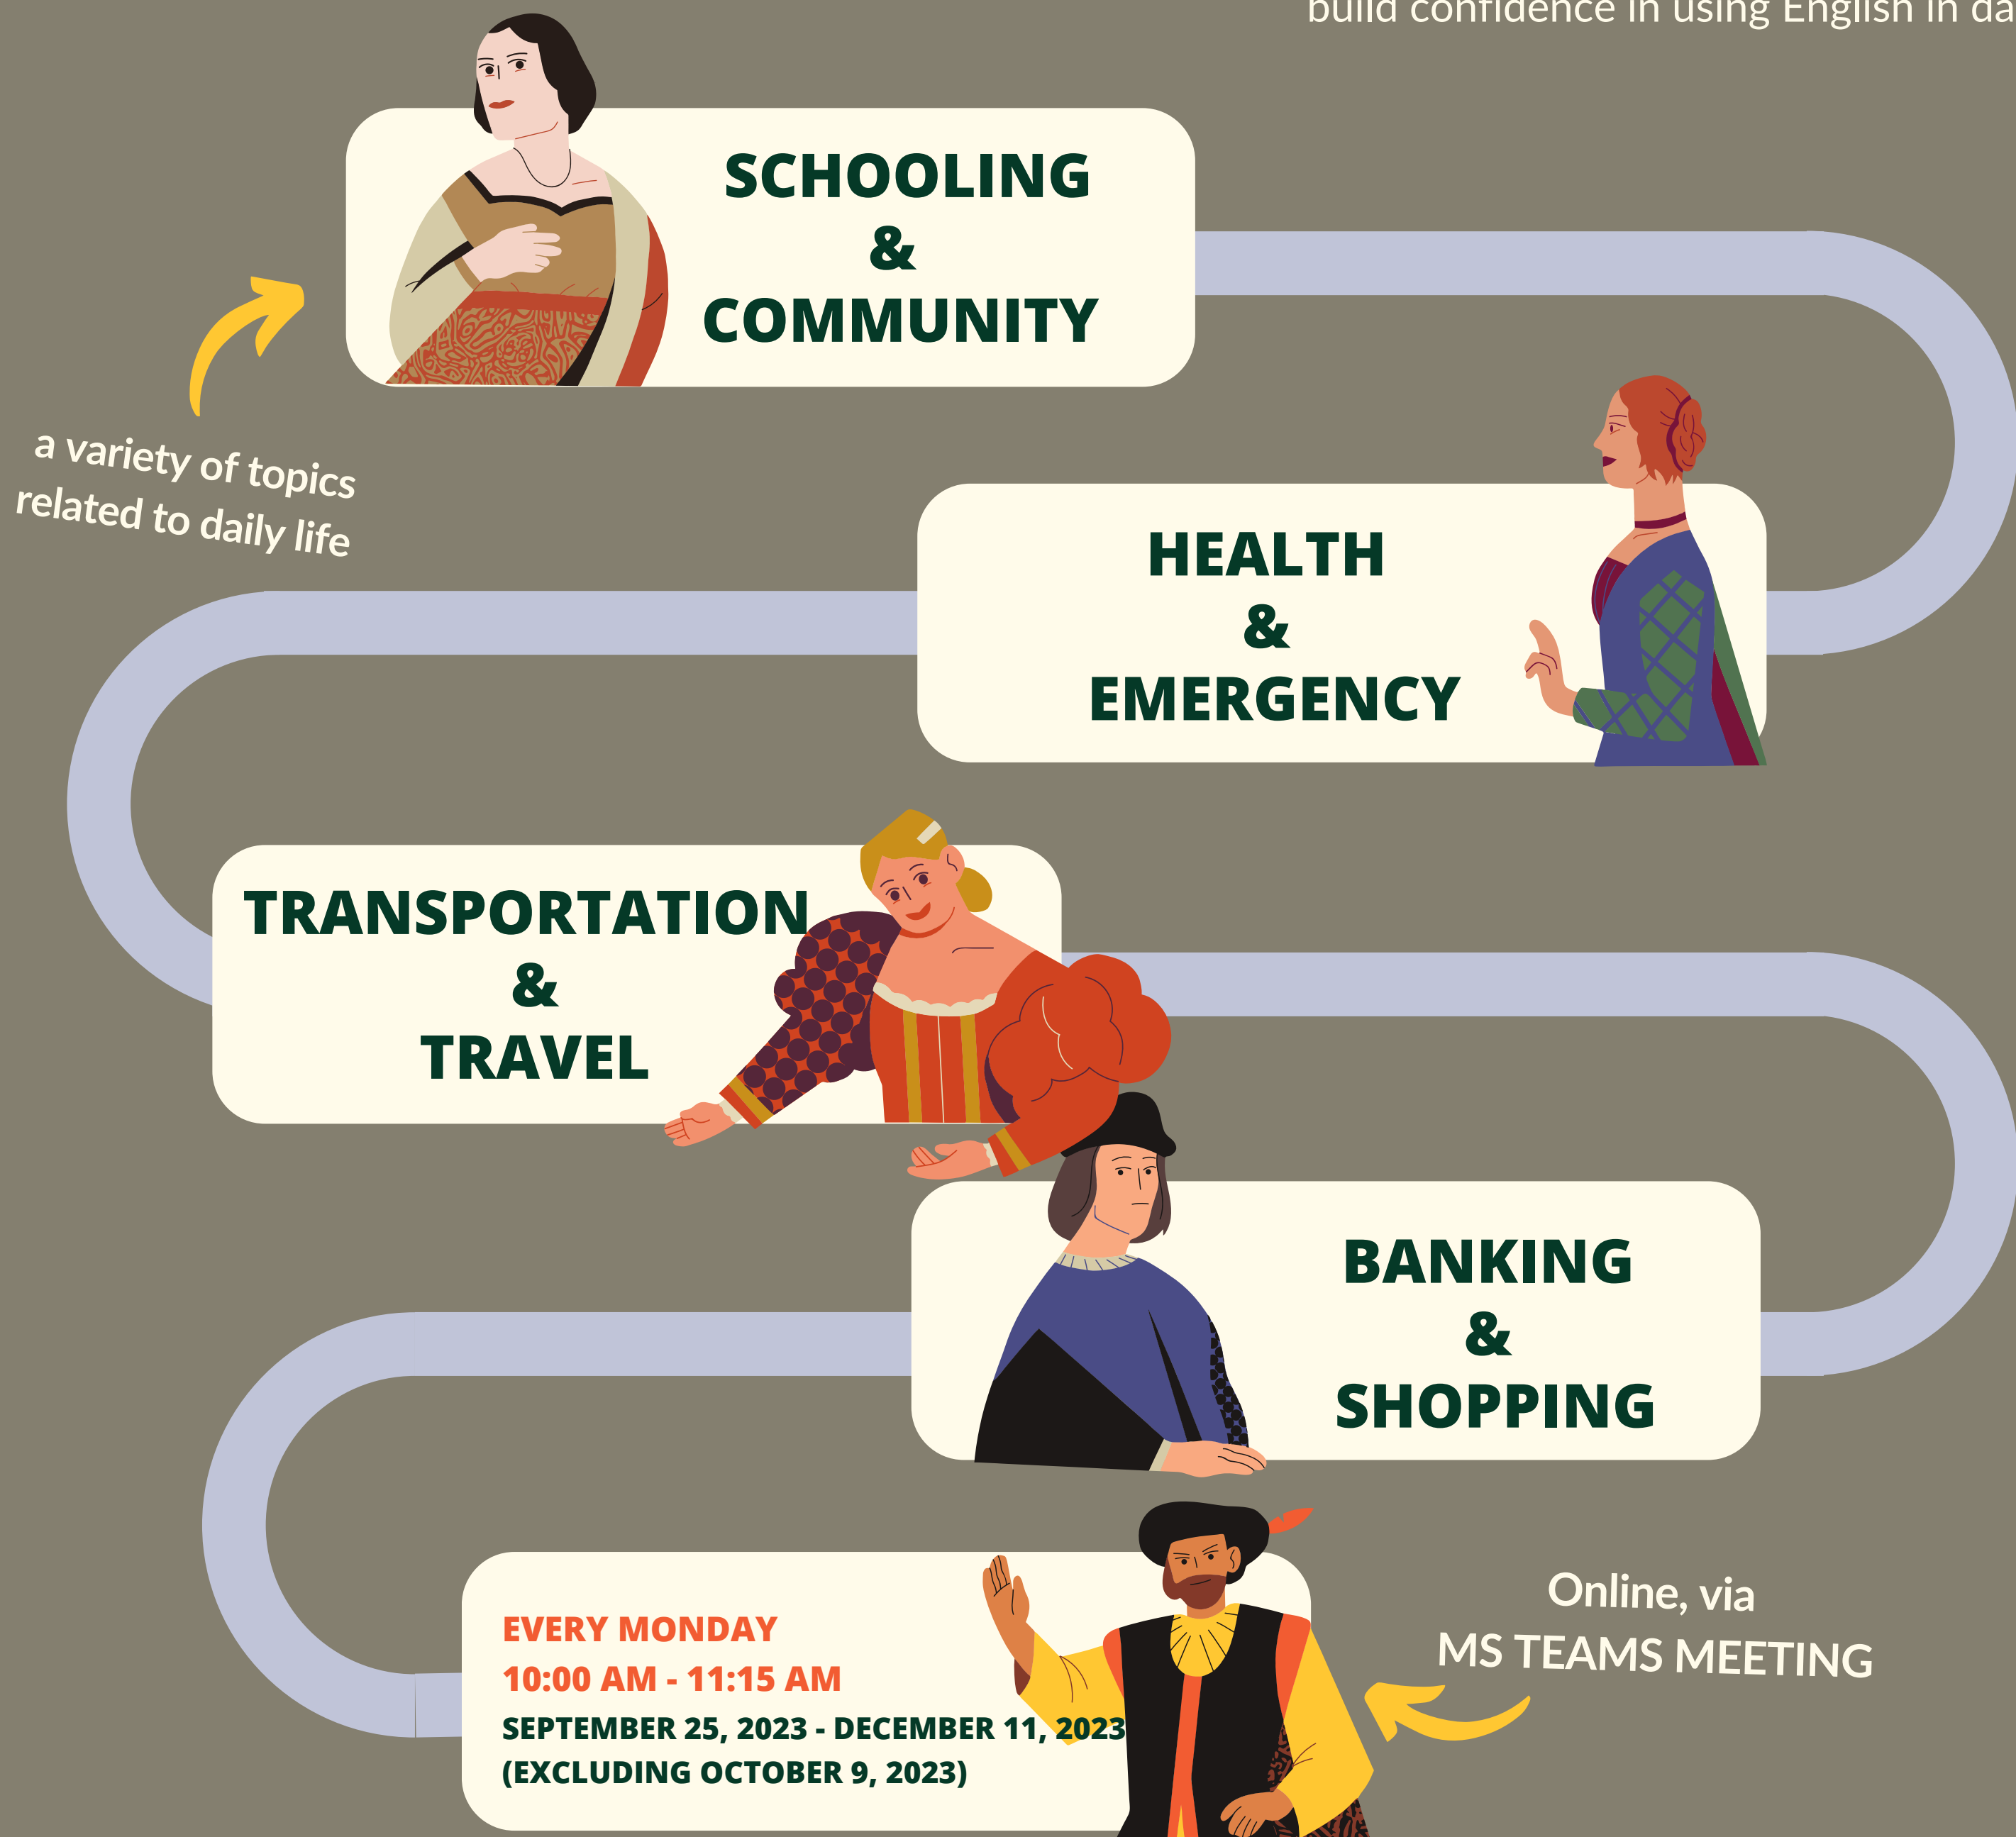 build confidence in using English in da
SCHOOLING
&
COMMUNITY
a variety of topics
related to daily life
HEALTH
&
EMERGENCY
TRANSPORTATION
&
TRAVEL
BANKING
&
SHOPPING
EVERY MONDAY
10:00 AM - 11:15 AM
SEPTEMBER 25, 2023 - DECEMBER 11, 2023
(EXCLUDING OCTOBER 9, 2023)
Online, via
MS TEAMS MEETING